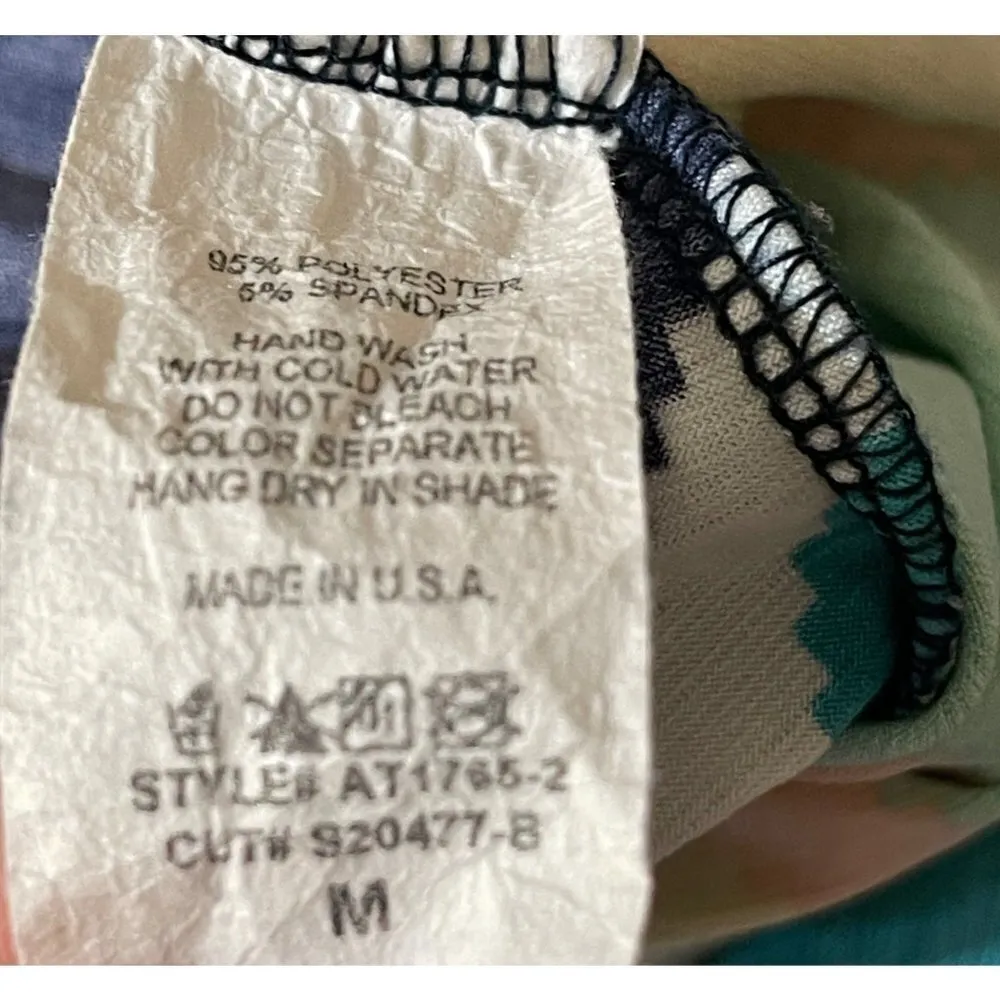 95% POLYESTER
5% SPANDEX
HAND WASH
WITH COLD WATER
DO NOT BLEACH
COLOR SEPARATE
HANG DRY IN SHADE
MADE IN U.S.A.
STYLE# AT1765-2
CUT# S20477-B
M